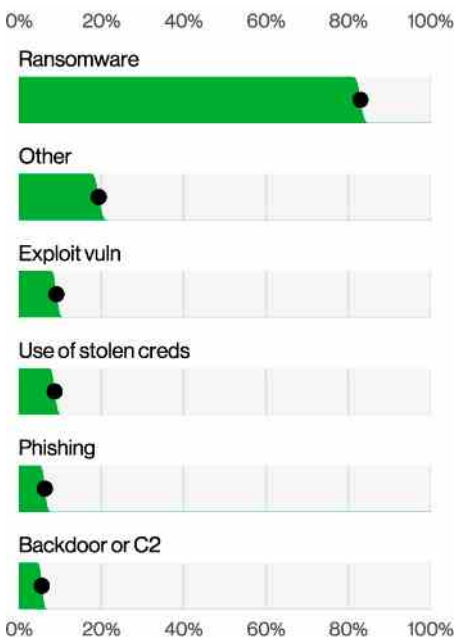 0% 20% 40% 60% 80% 100%
Ransomware
Other
Exploit vuln
Use of stolen creds
Phishing
Backdoor or C2
0% 20% 40% 60% 80% 100%